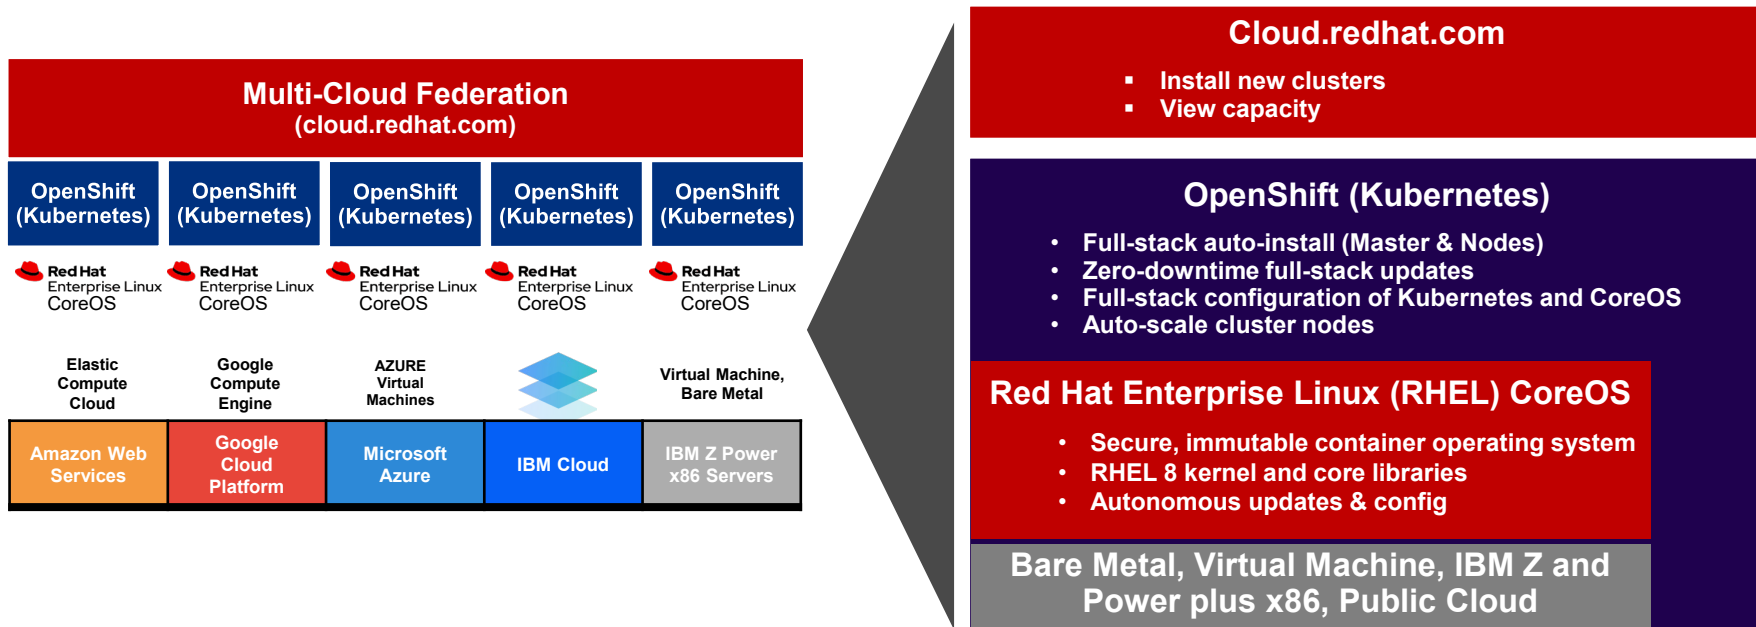 Multi-Cloud Federation
(cloud.redhat.com)
OpenShift
(Kubernetes)
OpenShift
(Kubernetes)
OpenShift
(Kubernetes)
OpenShift
(Kubernetes)
OpenShift
(Kubernetes)
Red Hat
Enterprise Linux
CoreOS
Red Hat
Enterprise Linux
CoreOS
Red Hat
Enterprise Linux
CoreOS
Red Hat
Enterprise Linux
CoreOS
Red Hat
Enterprise Linux
CoreOS
Elastic
Compute
Cloud
Google
Compute
Engine
AZURE
Virtual
Machines
Virtual Machine,
Bare Metal
Amazon Web
Services
Google
Cloud
Platform
Microsoft
Azure
IBM Cloud
IBM Z Power
x86 Servers
Cloud.redhat.com
▪ Install new clusters
▪ View capacity
OpenShift (Kubernetes)
• Full-stack auto-install (Master & Nodes)
• Zero-downtime full-stack updates
• Full-stack configuration of Kubernetes and CoreOS
• Auto-scale cluster nodes
Red Hat Enterprise Linux (RHEL) CoreOS
• Secure, immutable container operating system
• RHEL 8 kernel and core libraries
• Autonomous updates & config
Bare Metal, Virtual Machine, IBM Z and
Power plus x86, Public Cloud